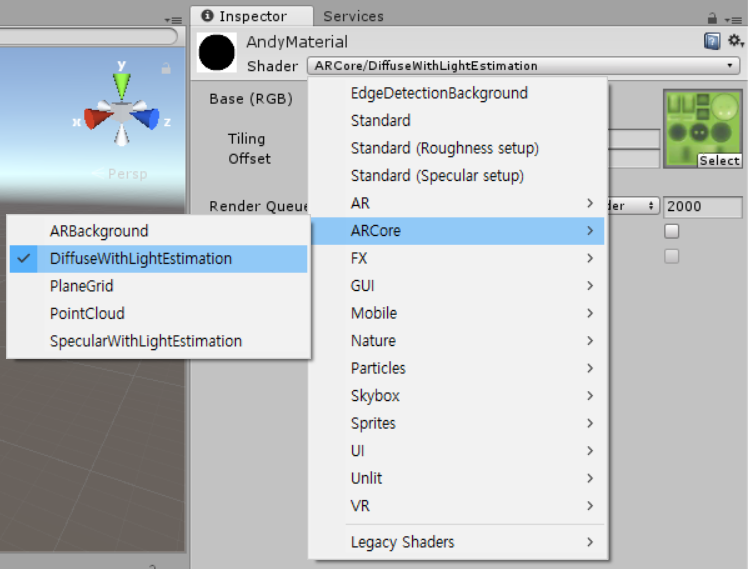 Inspector
Services
AndyMaterial
Shader
ARCore/DiffuseWithLightEstimation
Base (RGB)
Tiling
Offset
Select
Render Queue
2000
y
x
z
Persp
EdgeDetectionBackground
Standard
Standard (Roughness setup)
Standard (Specular setup)
AR
ARCore
FX
GUI
Mobile
Nature
Particles
Skybox
Sprites
UI
Unlit
VR
Legacy Shaders
ARBackground
DiffuseWithLightEstimation
PlaneGrid
PointCloud
SpecularWithLightEstimation